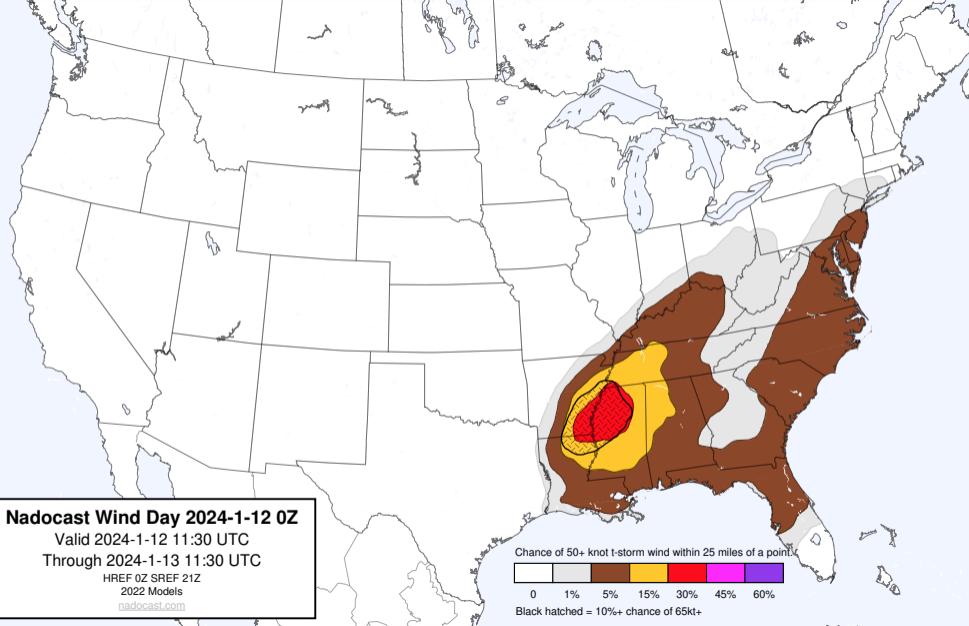 Nadocast Wind Day 2024-1-12 0Z
Valid 2024-1-12 11:30 UTC
Through 2024-1-13 11:30 UTC
HREF 0Z SREF 21Z
2022 Models
nadocast.com
Chance of 50+ knot t-storm wind within 25 miles of a point.
0 1% 5% 15% 30% 45% 60%
Black hatched = 10%+ chance of 65kt+